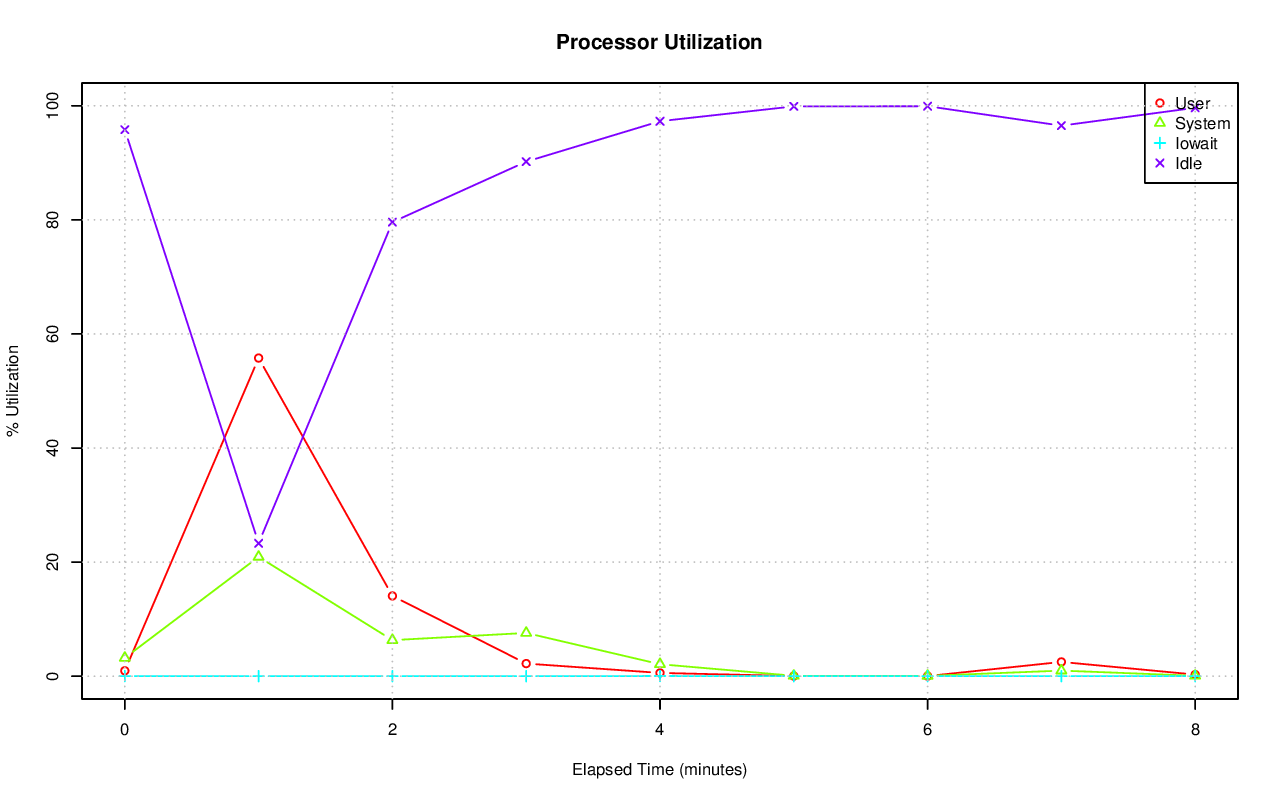 Processor Utilization
% Utilization
100
80
60
40
20
0
User
System
Iowait
Idle
0 2 4 6 8
Elapsed Time (minutes)